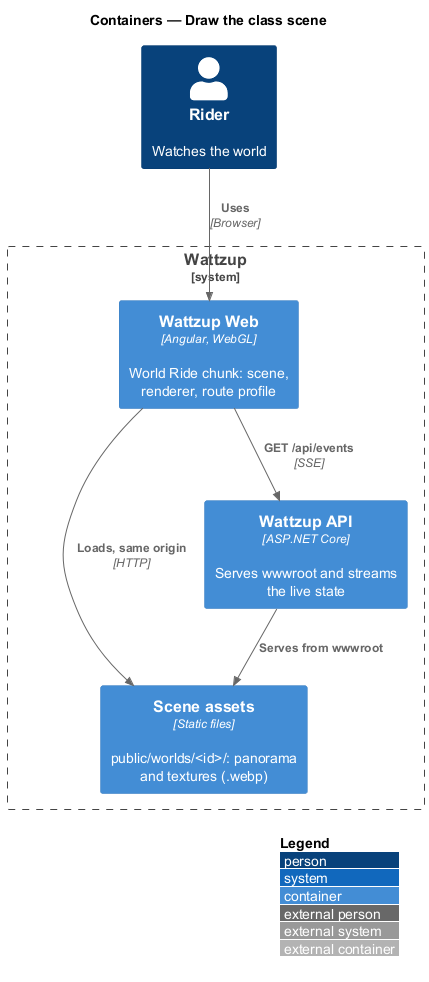 Containers — Draw the class scene
Rider
Watches the world
Uses
[Browser]
Wattzup
[system]
Wattzup Web
[Angular, WebGL]
World Ride chunk: scene,
renderer, route profile
GET /api/events
[SSE]
Wattzup API
[ASP.NET Core]
Serves wwwroot and streams
the live state
Loads, same origin
[HTTP]
Serves from wwwroot
Scene assets
[Static files]
public/worlds/<id>/: panorama
and textures (.webp)
Legend
person
system
container
external person
external system
external container